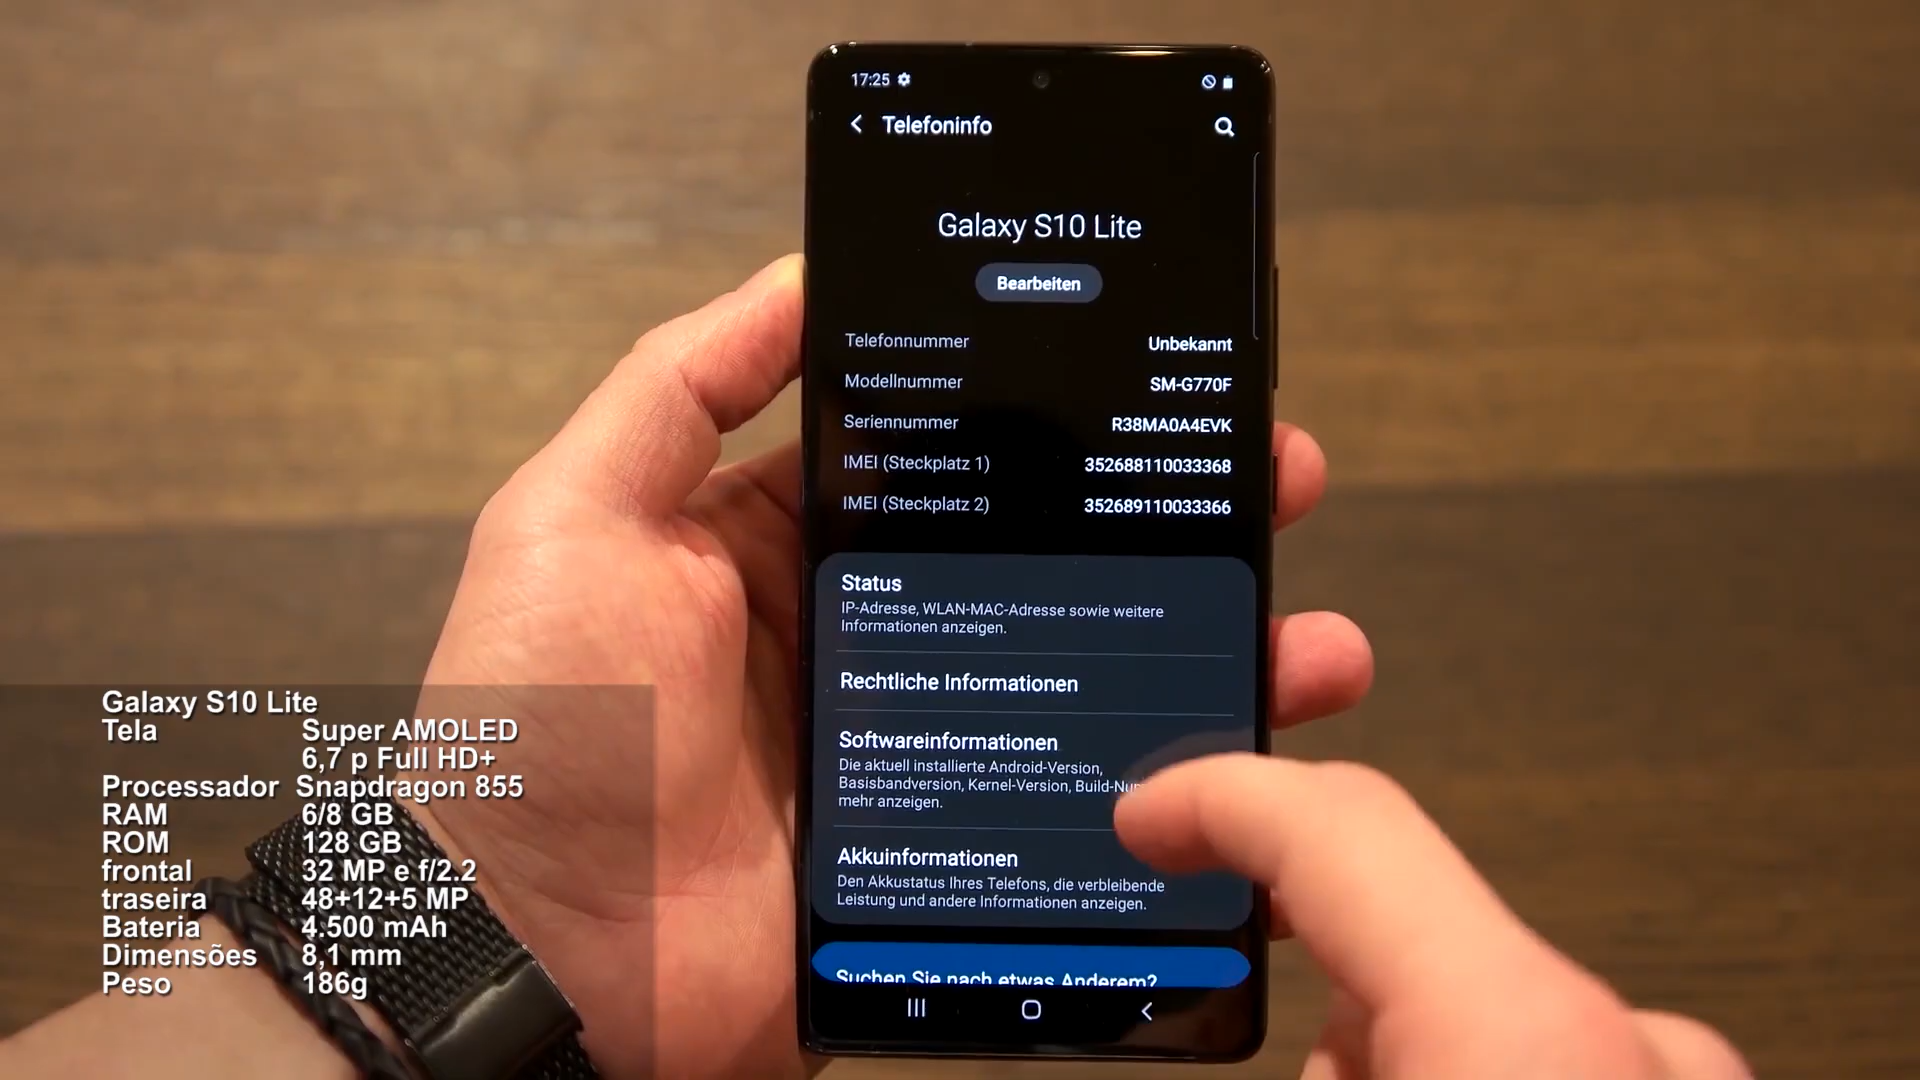 17:25
Telefoninfo
Galaxy S10 Lite
Bearbeiten
Telefonnummer Unbekannt
Modellnummer SM-G770F
Seriennummer R38MA0A4EVK
IMEI (Steckplatz 1) 352688110033368
IMEI (Steckplatz 2) 352689110033366
Status
IP-Adresse, WLAN-MAC-Adresse sowie weitere
Informationen anzeigen.
Rechtliche Informationen
Softwareinformationen
Die aktuell installierte Android-Version,
Basisbandversion, Kernel-Version,
mehr anzeigen.
Akkuinformationen
Den Akkustatus Ihres Telefons, die verbleibende
Leistung und andere Informationen anzeigen.
Suchen Sie nach etwas Anderem?
Galaxy S10 Lite
Tela Super AMOLED
6,7 p Full HD+
Processador Snapdragon 855
RAM 6/8 GB
ROM 128 GB
frontal 32 MP e f/2.2
traseira 48+12+5 MP
Bateria 4.500 mAh
Dimensões 8,1 mm
Peso 186g